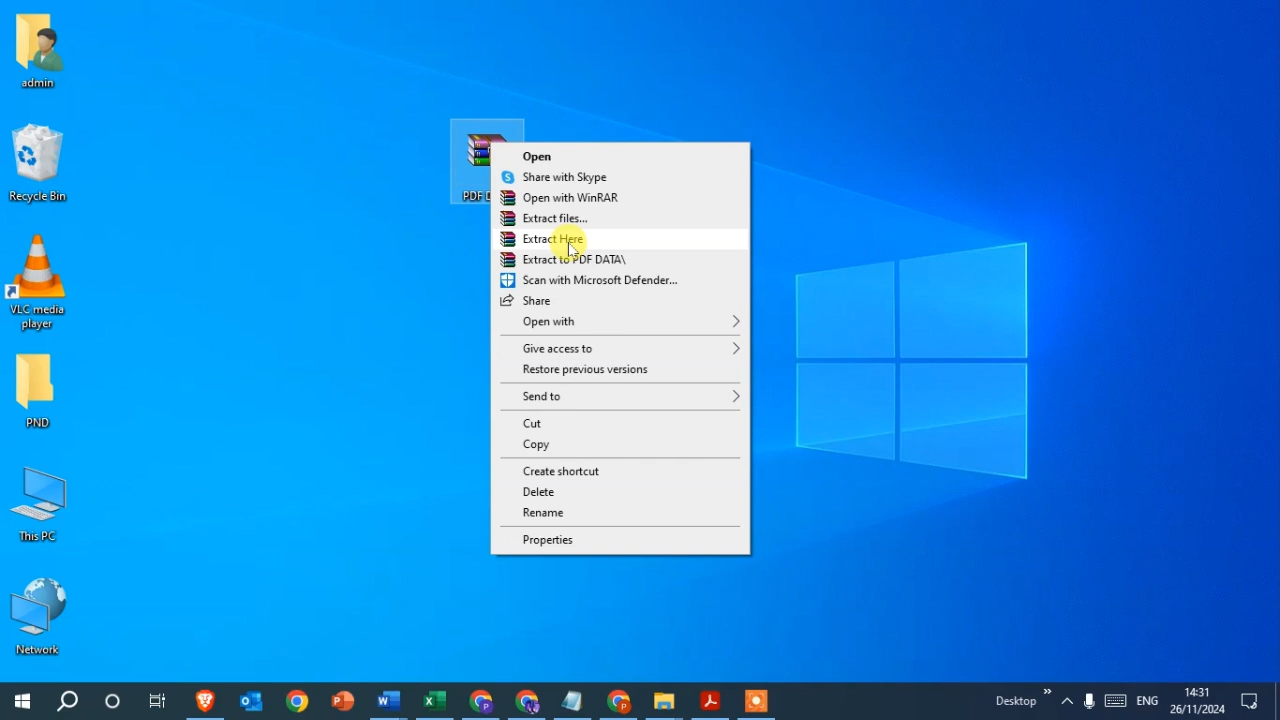 admin
Recycle Bin
VLC media
player
PND
This PC
Network
PDF
Open
Share with Skype
Open with WinRAR
Extract files...
Extract Here
Extract to PDF DATA\
Scan with Microsoft Defender...
Share
Open with
Give access to
Restore previous versions
Send to
Cut
Copy
Create shortcut
Delete
Rename
Properties
Desktop
ENG
14:31
26/11/2024